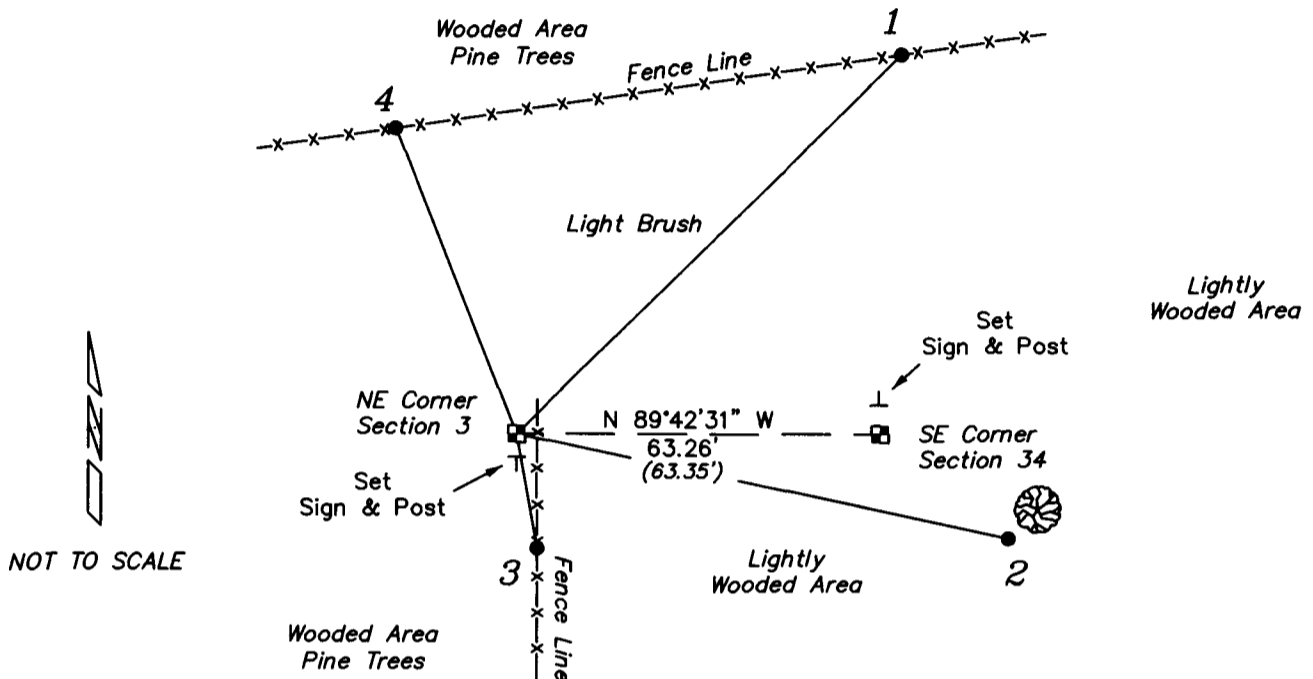 Wooded Area
Pine Trees
1
Fence Line
4
Light Brush
Lightly
Wooded Area
Set
Sign & Post
NE Corner
Section 3
N 89°42'31" W
63.26'
(63.35')
SE Corner
Section 34
Set
Sign & Post
N
NOT TO SCALE
3
Fence Line
Lightly
Wooded Area
2
Wooded Area
Pine Trees